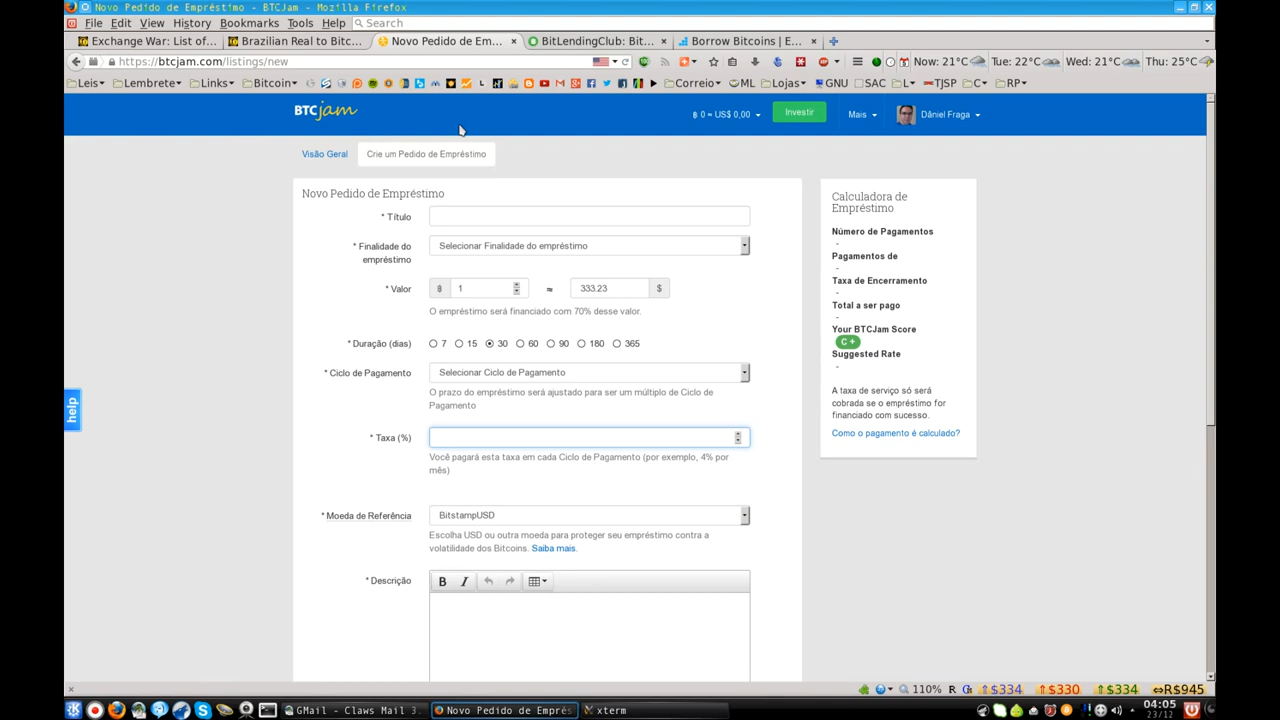 Novo Pedido de Empréstimo - BTCJam - Mozilla Firefox
File Edit View History Bookmarks Tools Help Search
Exchange War: List of... Brazilian Real to Bitc... Novo Pedido de Em... BitLendingClub: Bit... Borrow Bitcoins | E...
https://btcjam.com/listings/new Now: 21°C Tue: 22°C Wed: 21°C Thu: 25°C
Leis Lembrete Links Bitcoin Correio ML Lojas GNU SAC L TJSP C RP
BTCjam ฿ 0 ≈ US$ 0,00 Investir Mais Dâniel Fraga
Visão Geral Crie um Pedido de Empréstimo
Novo Pedido de Empréstimo
* Título
* Finalidade do
empréstimo
Selecionar Finalidade do empréstimo
* Valor ฿ 1 ≈ 333.23 $
O empréstimo será financiado com 70% desse valor.
* Duração (dias) 7 15 30 60 90 180 365
* Ciclo de Pagamento Selecionar Ciclo de Pagamento
O prazo do empréstimo será ajustado para ser um múltiplo de Ciclo de
Pagamento
* Taxa (%)
Você pagará esta taxa em cada Ciclo de Pagamento (por exemplo, 4% por
mês)
* Moeda de Referência BitstampUSD
Escolha USD ou outra moeda para proteger seu empréstimo contra a
volatilidade dos Bitcoins. Saiba mais.
* Descrição B I
Calculadora de
Empréstimo
Número de Pagamentos
-
Pagamentos de
-
Taxa de Encerramento
-
Total a ser pago
-
Your BTCJam Score
C +
Suggested Rate
-
A taxa de serviço só será
cobrada se o empréstimo for
financiado com sucesso.
Como o pagamento é calculado?
help
110% R $334 $330 $334 R$945
GMail - Claws Mail 3. Novo Pedido de Emprés xterm 04:05
23/12